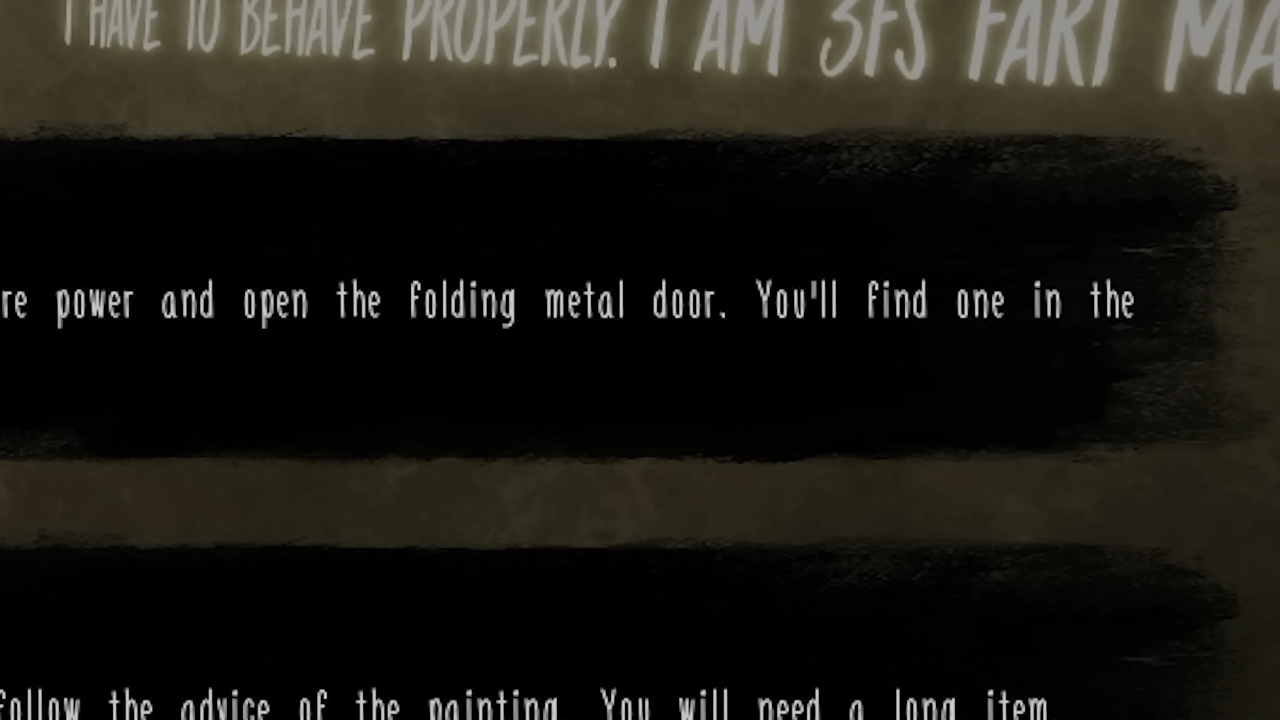 I HAVE TO BEHAVE PROPERLY. I AM 3FS FART MA
re power and open the folding metal door. You'll find one in the
follow the advice of the painting. You will need a long item